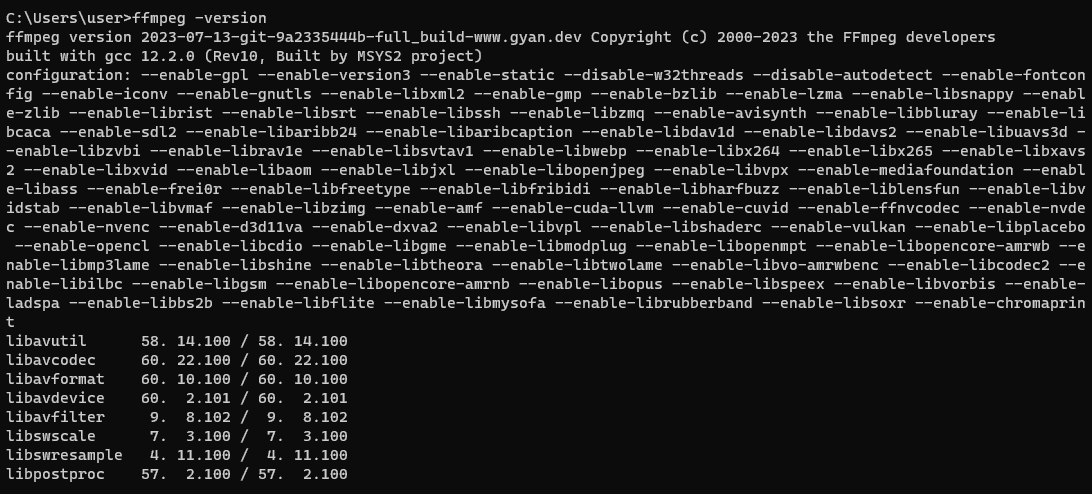 C:\Users\user>ffmpeg -version
ffmpeg version 2023-07-13-git-9a2335444b-full_build-www.gyan.dev Copyright (c) 2000-2023 the FFmpeg developers
built with gcc 12.2.0 (Rev10, Built by MSYS2 project)
configuration: --enable-gpl --enable-version3 --enable-static --disable-w32threads --disable-autodetect --enable-fontcon
fig --enable-iconv --enable-gnutls --enable-libxml2 --enable-gmp --enable-bzlib --enable-lzma --enable-libsnappy --enabl
e-zlib --enable-librist --enable-libsrt --enable-libssh --enable-libzmq --enable-avisynth --enable-libbluray --enable-li
bcaca --enable-sdl2 --enable-libaribb24 --enable-libaribcaption --enable-libdav1d --enable-libdavs2 --enable-libuavs3d -
-enable-libzvbi --enable-librav1e --enable-libsvtav1 --enable-libwebp --enable-libx264 --enable-libx265 --enable-libxavs
2 --enable-libxvid --enable-libaom --enable-libjxl --enable-libopenjpeg --enable-libvpx --enable-mediafoundation --enabl
e-libass --enable-frei0r --enable-libfreetype --enable-libfribidi --enable-libharfbuzz --enable-liblensfun --enable-libv
idstab --enable-libvmaf --enable-libzimg --enable-amf --enable-cuda-llvm --enable-cuvid --enable-ffnvcodec --enable-nvde
c --enable-nvenc --enable-d3d11va --enable-dxva2 --enable-libvpl --enable-libshaderc --enable-vulkan --enable-libplacebo
 --enable-opencl --enable-libcdio --enable-libgme --enable-libmodplug --enable-libopenmpt --enable-libopencore-amrwb --e
nable-libmp3lame --enable-libshine --enable-libtheora --enable-libtwolame --enable-libvo-amrwbenc --enable-libcodec2 --e
nable-libilbc --enable-libgsm --enable-libopencore-amrnb --enable-libopus --enable-libspeex --enable-libvorbis --enable-
ladspa --enable-libbs2b --enable-libflite --enable-libmysofa --enable-librubberband --enable-libsoxr --enable-chromaprin
t
libavutil      58. 14.100 / 58. 14.100
libavcodec     60. 22.100 / 60. 22.100
libavformat    60. 10.100 / 60. 10.100
libavdevice    60.  2.101 / 60.  2.101
libavfilter     9.  8.102 /  9.  8.102
libswscale      7.  3.100 /  7.  3.100
libswresample   4. 11.100 /  4. 11.100
libpostproc    57.  2.100 / 57.  2.100